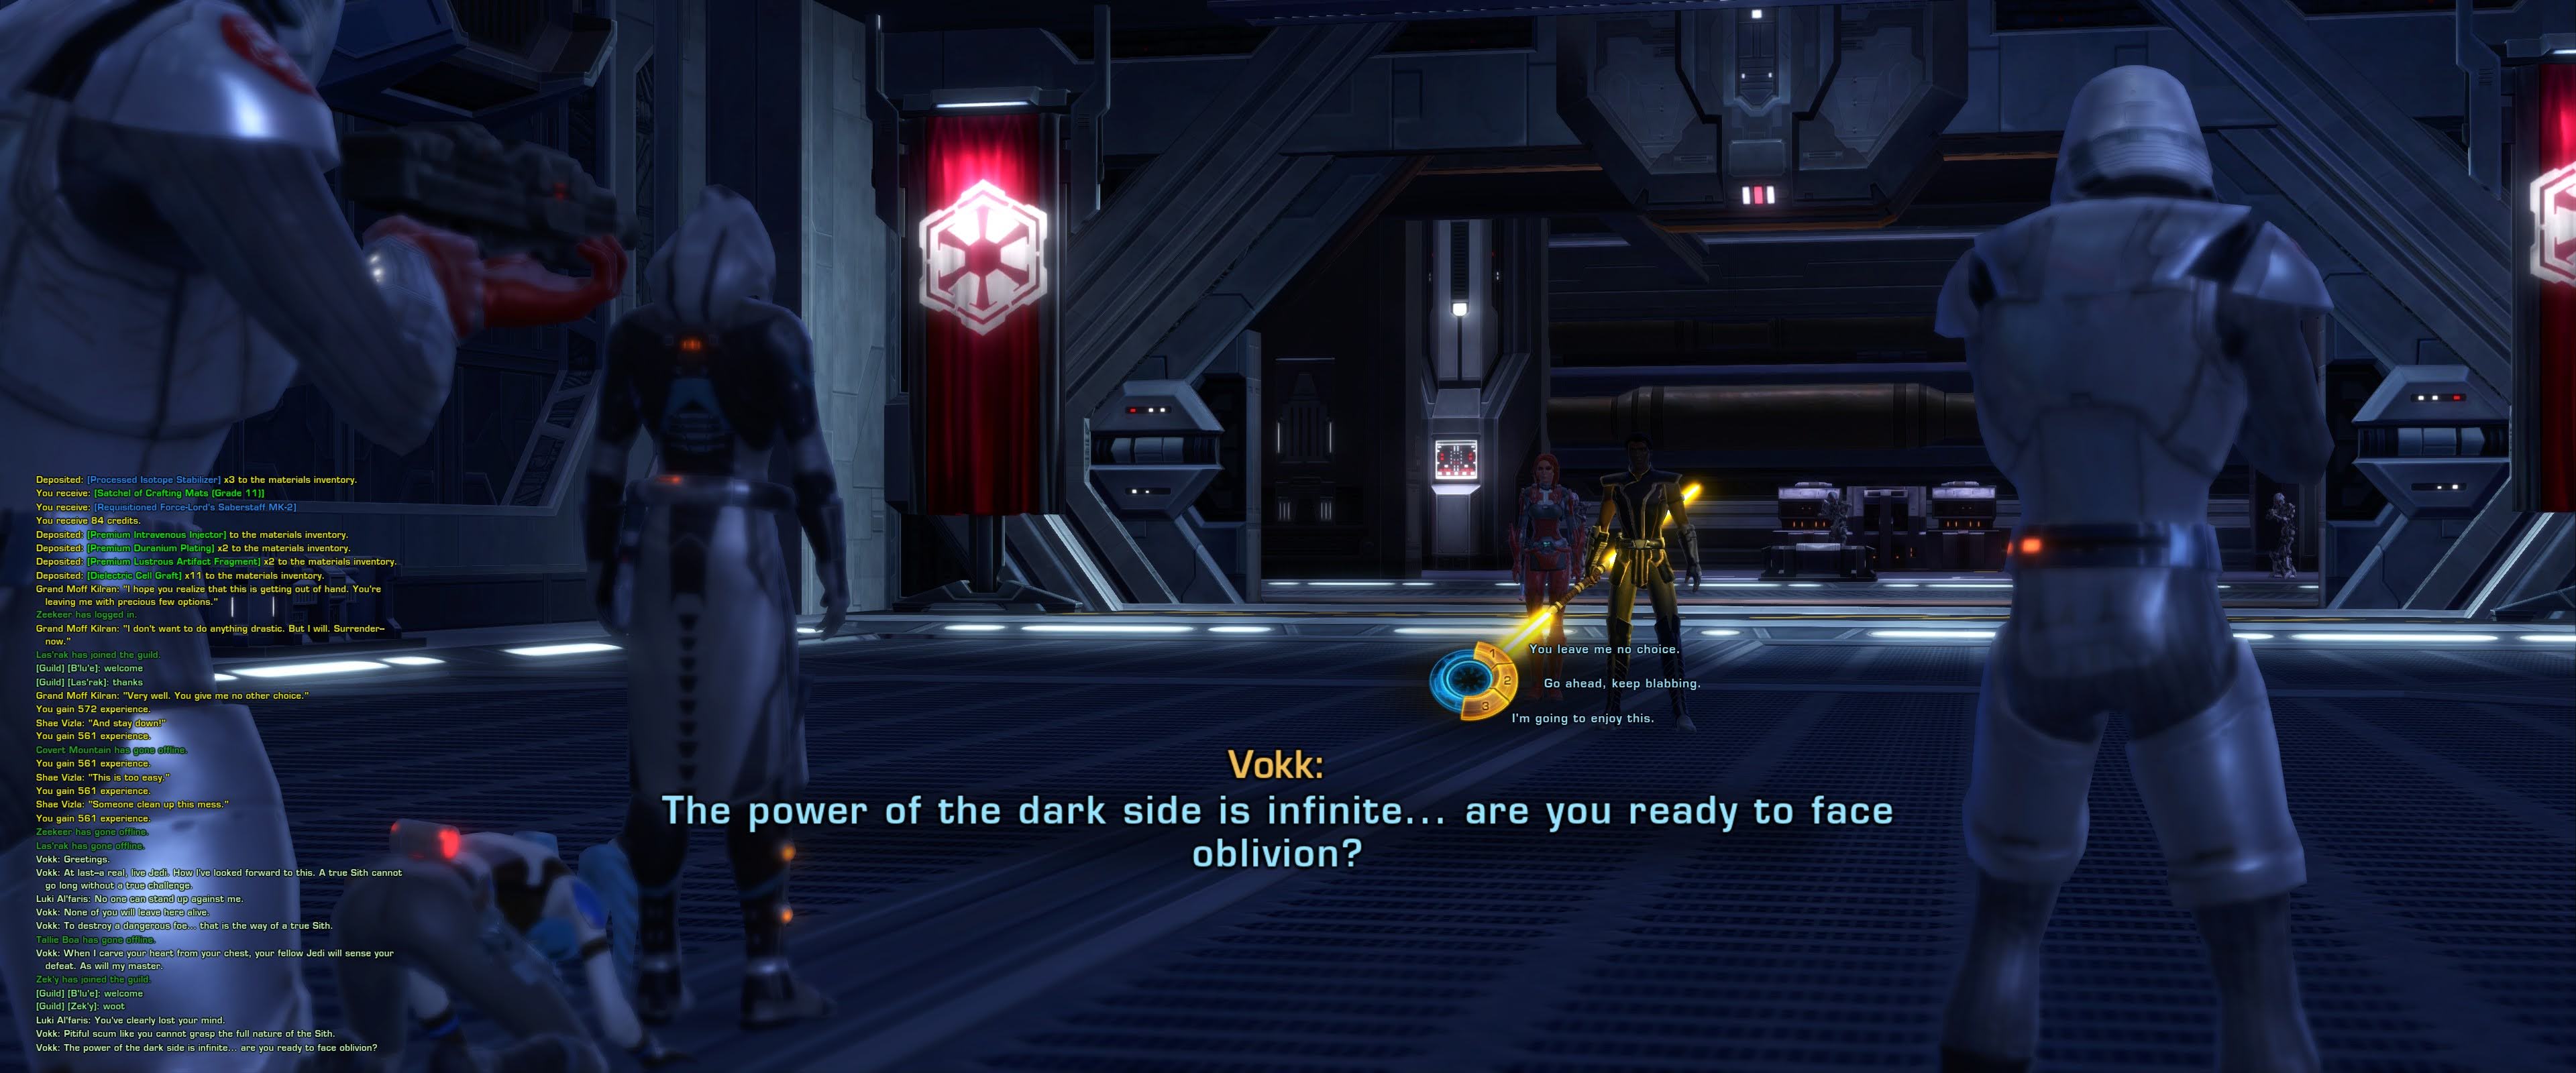 Deposited: [Processed Isotope Stabilizer] x3 to the materials inventory.
You receive: [Satchel of Crafting Mats (Grade 11)]
You receive: [Requisitioned Force-Lord's Saberstaff MK-2]
You receive 84 credits.
Deposited: [Premium Intravenous Injector] to the materials inventory.
Deposited: [Premium Duranium Plating] x2 to the materials inventory.
Deposited: [Premium Lustrous Artifact Fragment] x2 to the materials inventory.
Deposited: [Dielectric Cell Graft] x11 to the materials inventory.
Grand Moff Kilran: "I hope you realize that this is getting out of hand. You're
leaving me with precious few options."
Zeekeer has logged in.
Grand Moff Kilran: "I don't want to do anything drastic. But I will. Surrender--
now."
Las'rak has joined the guild.
[Guild] [B'lu'e]: welcome
[Guild] [Las'rak]: thanks
Grand Moff Kilran: "Very well. You give me no other choice."
You gain 572 experience.
Shae Vizla: "And stay down!"
You gain 561 experience.
Covert Mountain has gone offline.
You gain 561 experience.
Shae Vizla: "This is too easy."
You gain 561 experience.
Shae Vizla: "Someone clean up this mess."
You gain 561 experience.
Zeekeer has gone offline.
Las'rak has gone offline.
Vokk: Greetings.
Vokk: At last--a real, live Jedi. How I've looked forward to this. A true Sith cannot
go long without a true challenge.
Luki Al'faris: No one can stand up against me.
Vokk: None of you will leave here alive.
Vokk: To destroy a dangerous foe... that is the way of a true Sith.
Tallie Boa has gone offline.
Vokk: When I carve your heart from your chest, your fellow Jedi will sense your
defeat. As will my master.
Zek'y has joined the guild.
[Guild] [B'lu'e]: welcome
[Guild] [Zek'y]: woot
Luki Al'faris: You've clearly lost your mind.
Vokk: Pitiful scum like you cannot grasp the full nature of the Sith.
Vokk: The power of the dark side is infinite... are you ready to face oblivion?
1 You leave me no choice.
2 Go ahead, keep blabbing.
3 I'm going to enjoy this.
Vokk:
The power of the dark side is infinite... are you ready to face
oblivion?